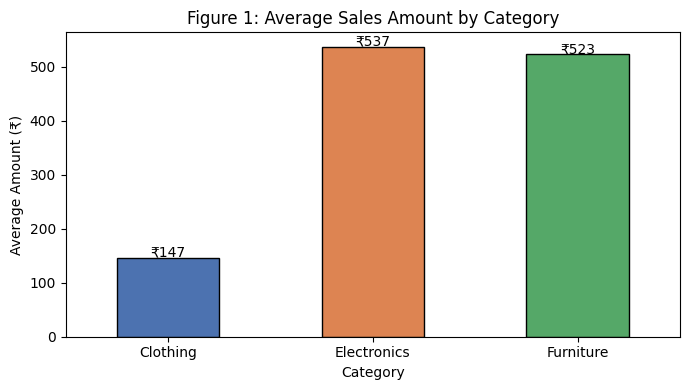 Figure 1: Average Sales Amount by Category
Average Amount (₹)
500
400
300
200
100
0
₹147
₹537
₹523
Clothing
Electronics
Furniture
Category